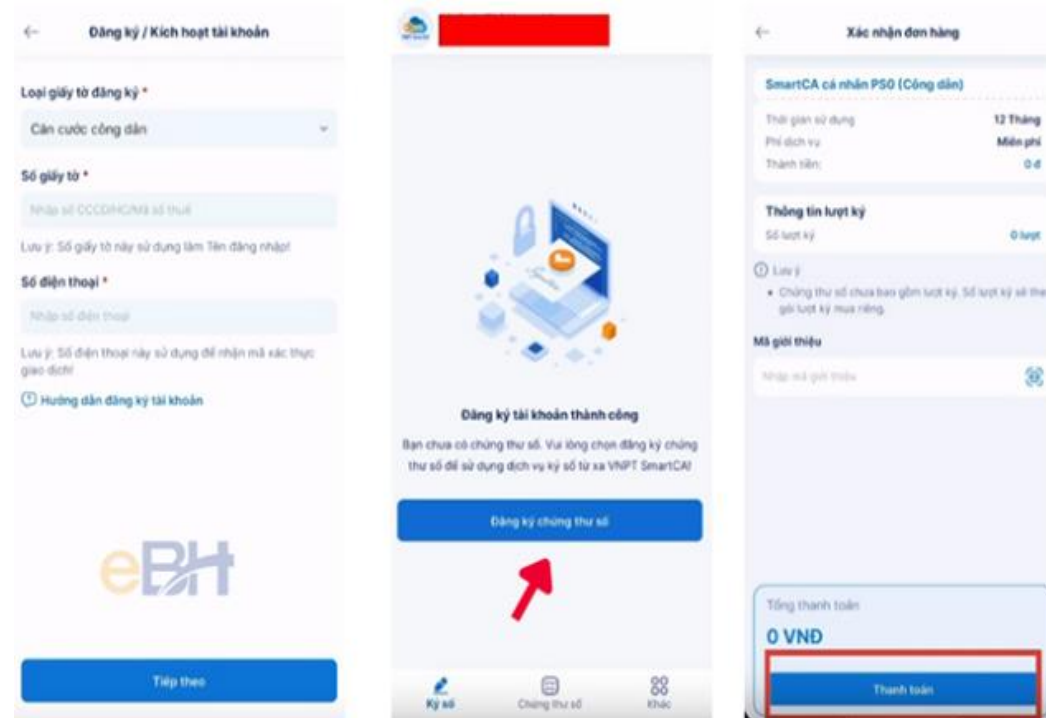 Đăng ký / Kích hoạt tài khoản
Loại giấy tờ đăng ký *
Căn cước công dân
Số giấy tờ *
Nhập số CCCD/HC/Mã số thuế
Lưu ý: Số giấy tờ này sử dụng làm Tên đăng nhập!
Số điện thoại *
Nhập số điện thoại
Lưu ý: Số điện thoại này sử dụng để nhận mã xác thực
giao dịch!
Hướng dẫn đăng ký tài khoản
eBH
Tiếp theo
Đăng ký tài khoản thành công
Bạn chưa có chứng thư số. Vui lòng chọn đăng ký chứng
thư số để sử dụng dịch vụ ký số từ xa VNPT SmartCA!
Đăng ký chứng thư số
Ký số
Chứng thư số
Khác
Xác nhận đơn hàng
SmartCA cá nhân PS0 (Công dân)
Thời gian sử dụng 12 Tháng
Phí dịch vụ Miễn phí
Thành tiền: 0 đ
Thông tin lượt ký
Số lượt ký 0 lượt
Lưu ý
Chứng thư số chưa bao gồm lượt ký. Số lượt ký sẽ the
gói lượt ký mua riêng.
Mã giới thiệu
Nhập mã giới thiệu
Tổng thanh toán
0 VNĐ
Thanh toán